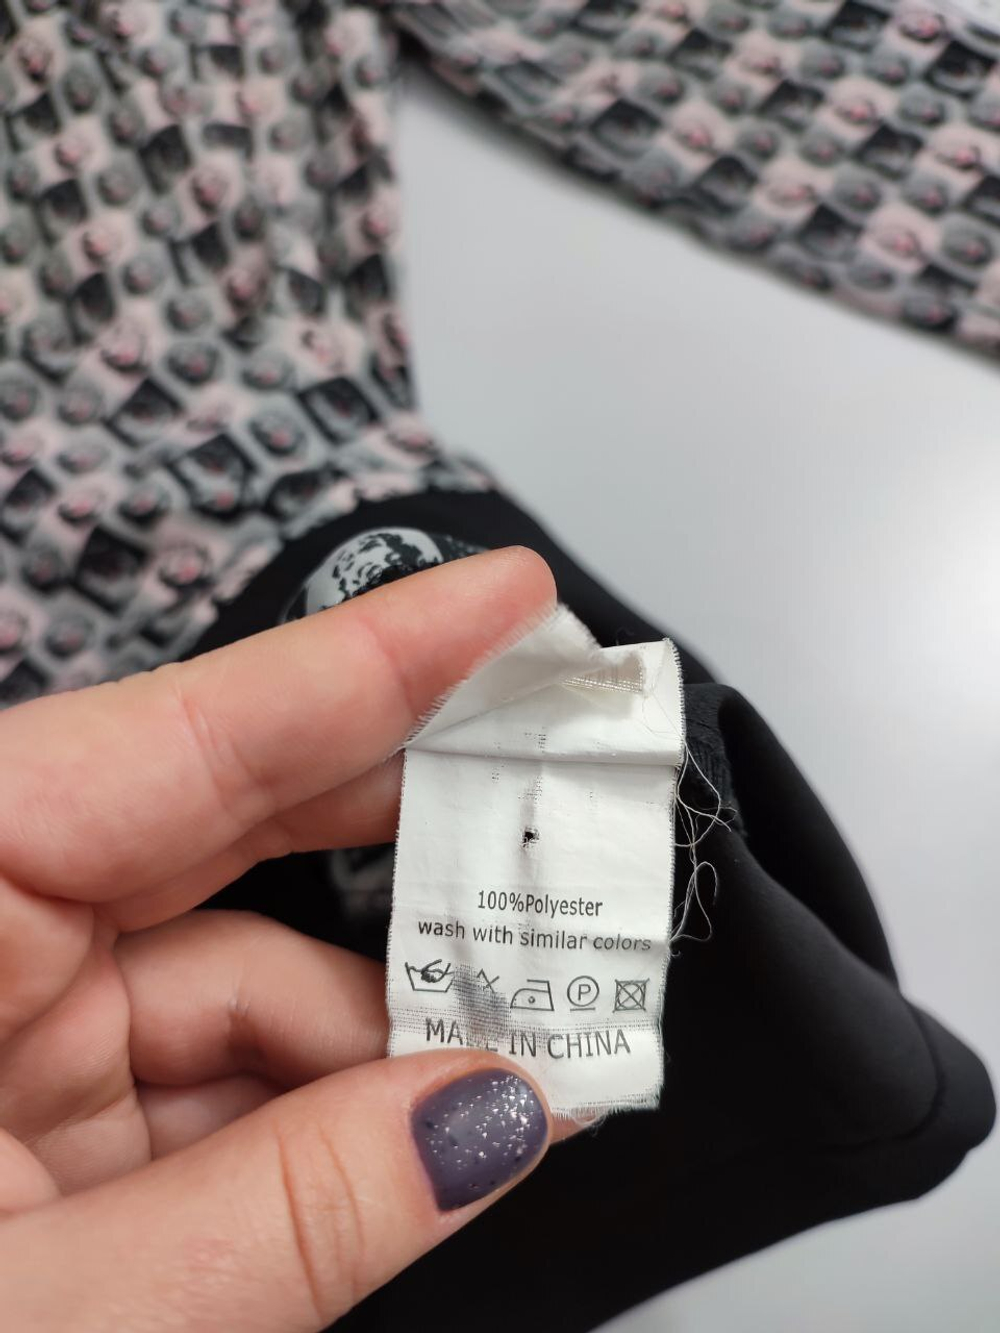 100%Polyester
wash with similar colors
P
MADE IN CHINA